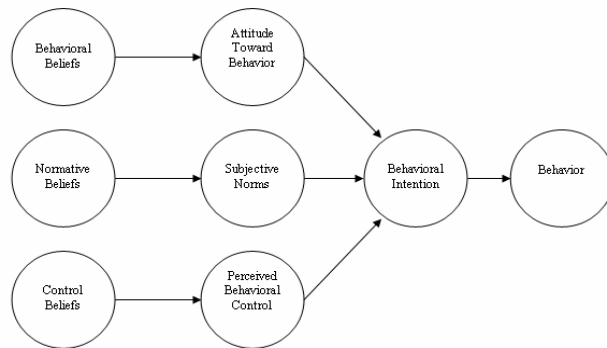 Behavioral
Beliefs
Attitude
Toward
Behavior
Normative
Beliefs
Subjective
Norms
Behavioral
Intention
Behavior
Control
Beliefs
Perceived
Behavioral
Control